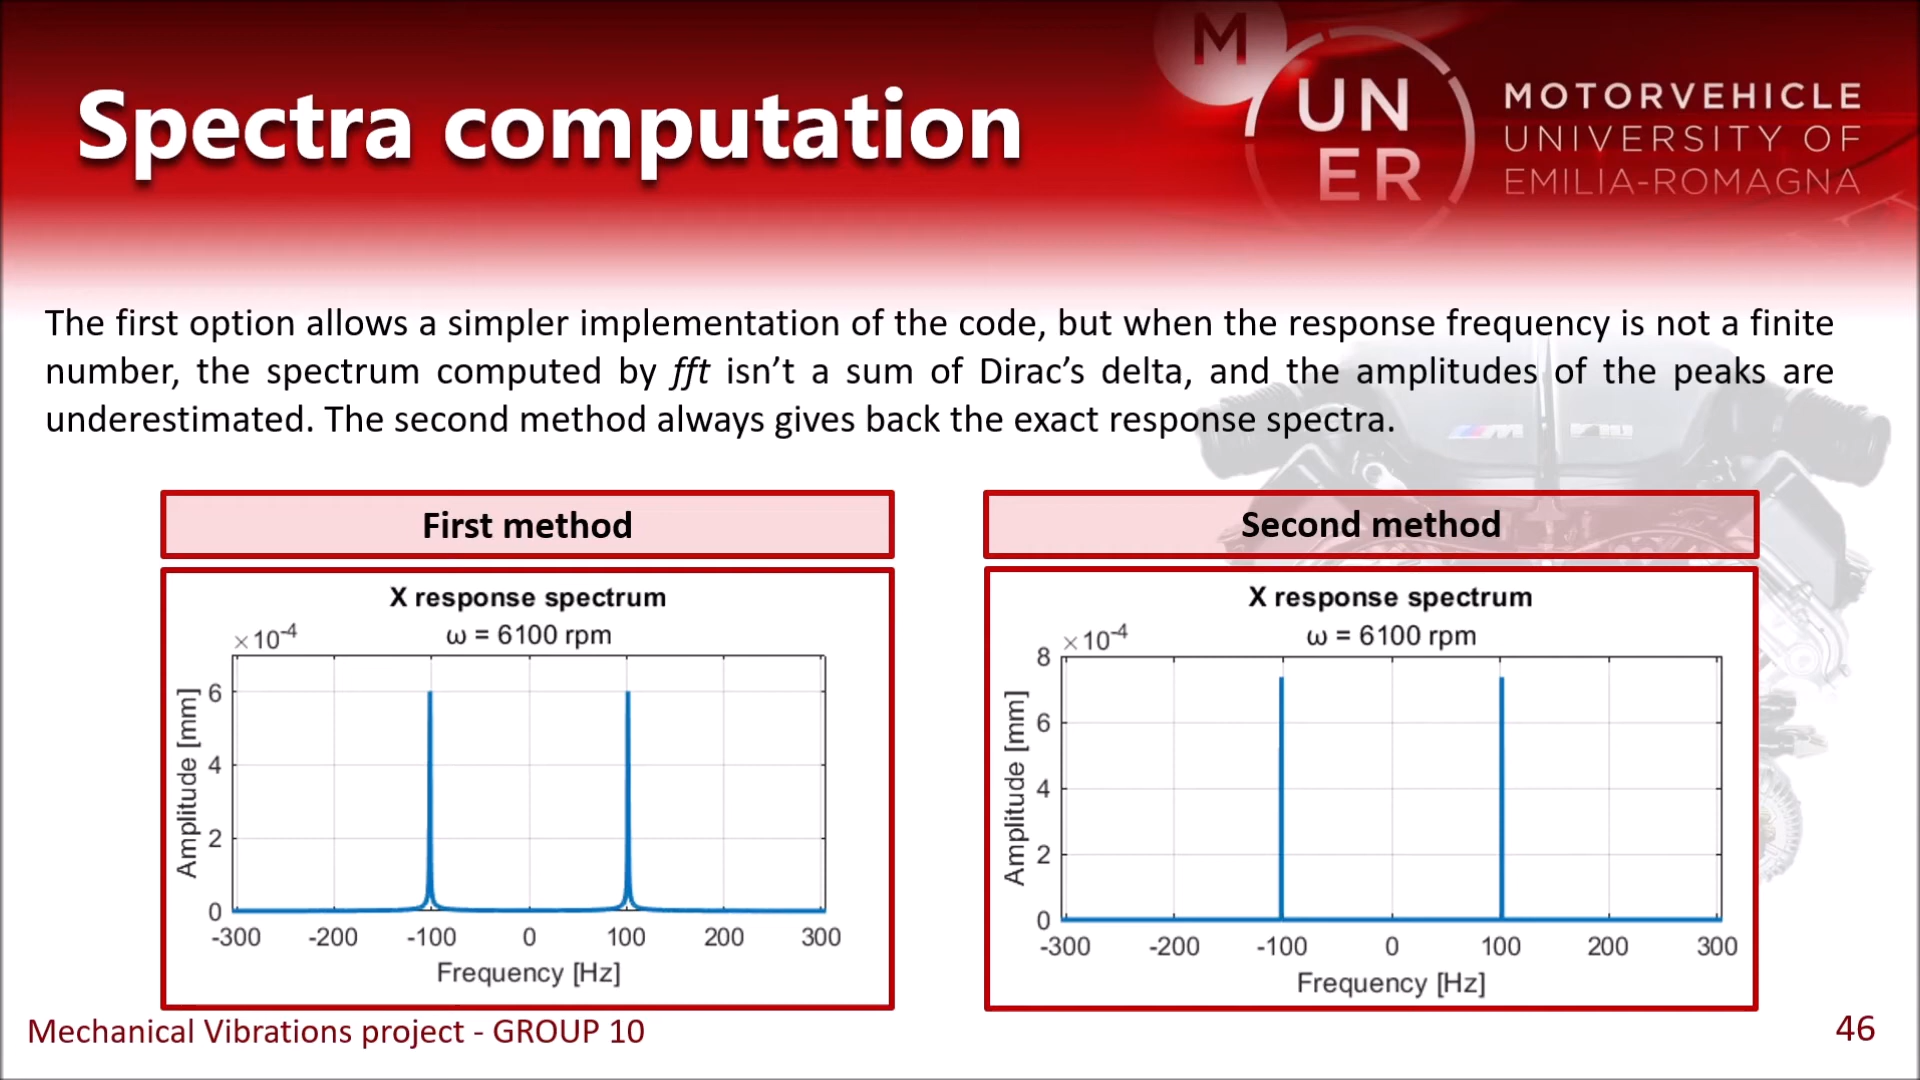 Spectra computation
M
UN
ER
MOTORVEHICLE
UNIVERSITY OF
EMILIA-ROMAGNA
The first option allows a simpler implementation of the code, but when the response frequency is not a finite
number, the spectrum computed by fft isn’t a sum of Dirac’s delta, and the amplitudes of the peaks are
underestimated. The second method always gives back the exact response spectra.
First method
X response spectrum
ω = 6100 rpm
×10-4
Amplitude [mm]
6
4
2
0
-300 -200 -100 0 100 200 300
Frequency [Hz]
Second method
X response spectrum
ω = 6100 rpm
×10-4
Amplitude [mm]
8
6
4
2
0
-300 -200 -100 0 100 200 300
Frequency [Hz]
Mechanical Vibrations project - GROUP 10
46